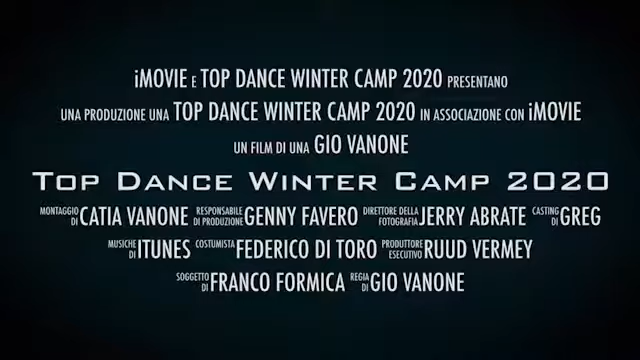 iMOVIE E TOP DANCE WINTER CAMP 2020 PRESENTANO
UNA PRODUZIONE UNA TOP DANCE WINTER CAMP 2020 IN ASSOCIAZIONE CON iMOVIE
UN FILM DI UNA GIO VANONE
TOP DANCE WINTER CAMP 2020
MONTAGGIO DI CATIA VANONE RESPONSABILE DI PRODUZIONE GENNY FAVERO DIRETTORE DELLA FOTOGRAFIA JERRY ABRATE CASTING DI GREG
MUSICHE DI ITUNES COSTUMISTA FEDERICO DI TORO PRODUTTORE ESECUTIVO RUUD VERMEY
SOGGETTO DI FRANCO FORMICA REGIA DI GIO VANONE